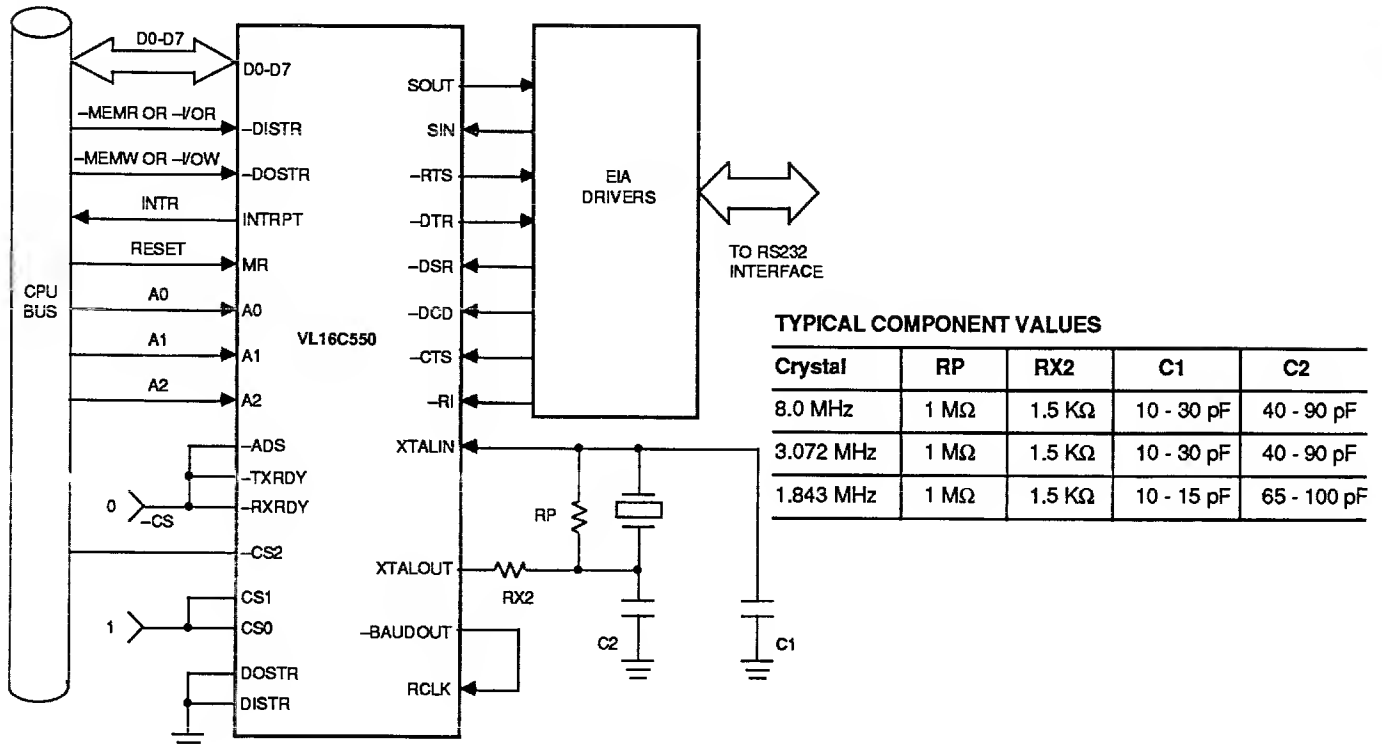 CPU
BUS
D0-D7
–MEMR OR –I/OR
–MEMW OR –I/OW
INTR
RESET
A0
A1
A2
0
–CS
1
D0-D7
–DISTR
–DOSTR
INTRPT
MR
A0
A1
A2
–ADS
–TXRDY
–RXRDY
–CS2
CS1
CS0
DOSTR
DISTR
VL16C550
SOUT
SIN
–RTS
–DTR
–DSR
–DCD
–CTS
–RI
XTALIN
XTALOUT
–BAUDOUT
RCLK
EIA
DRIVERS
TO RS232
INTERFACE
RP
RX2
C2
C1
TYPICAL COMPONENT VALUES
Crystal RP RX2 C1 C2
8.0 MHz 1 MΩ 1.5 KΩ 10 - 30 pF 40 - 90 pF
3.072 MHz 1 MΩ 1.5 KΩ 10 - 30 pF 40 - 90 pF
1.843 MHz 1 MΩ 1.5 KΩ 10 - 15 pF 65 - 100 pF